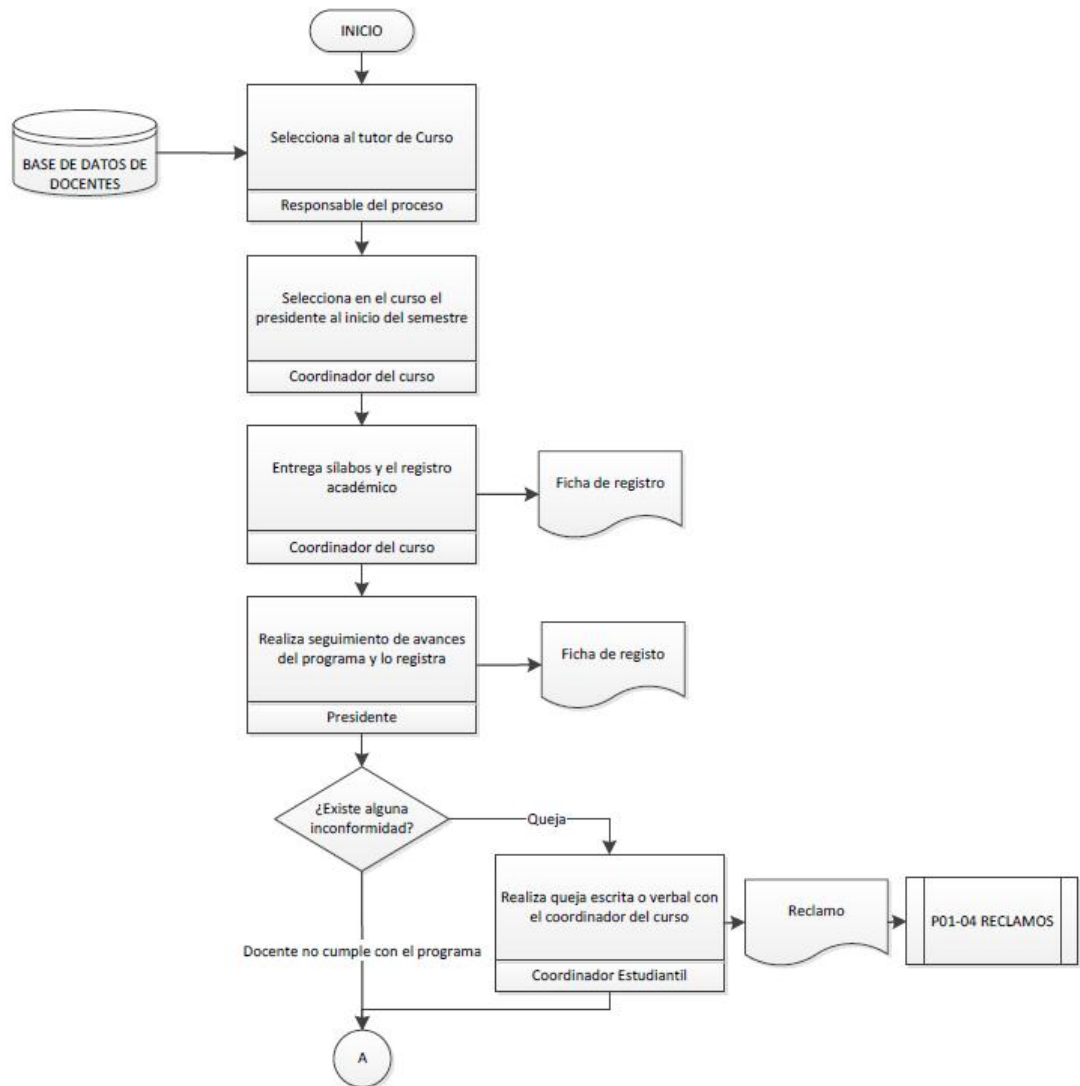 INICIO
Selecciona al tutor de Curso
BASE DE DATOS DE
DOCENTES
Responsable del proceso
Selecciona en el curso el
presidente al inicio del semestre
Coordinador del curso
Entrega sílabos y el registro
académico
Ficha de registro
Coordinador del curso
Realiza seguimiento de avances
del programa y lo registra
Ficha de registo
Presidente
¿Existe alguna
inconformidad?
Queja
Realiza queja escrita o verbal con
el coordinador del curso
Reclamo
P01-04 RECLAMOS
Docente no cumple con el programa
Coordinador Estudiantil
A